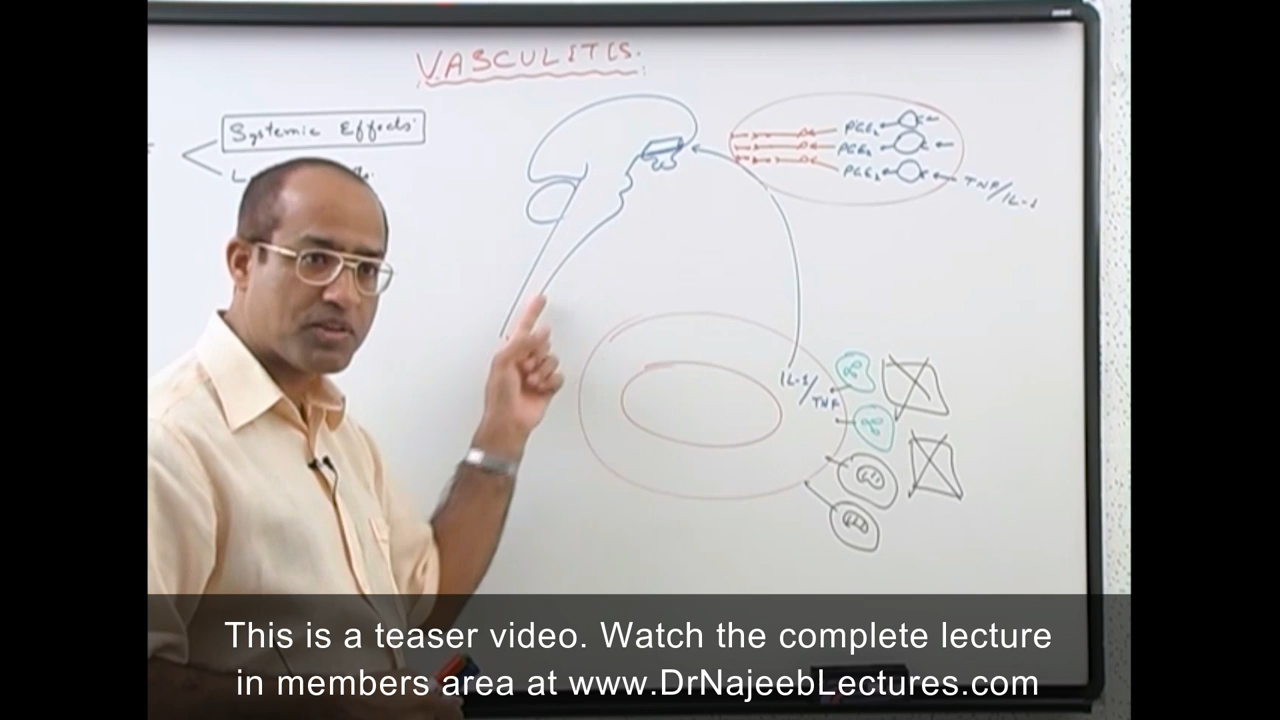 VASCULITIS.
Systemic Effects
L
PGE₂
PGE₂
PGE₂
TNF/IL-1
IL-1/
TNF
This is a teaser video. Watch the complete lecture
in members area at www.DrNajeebLectures.com